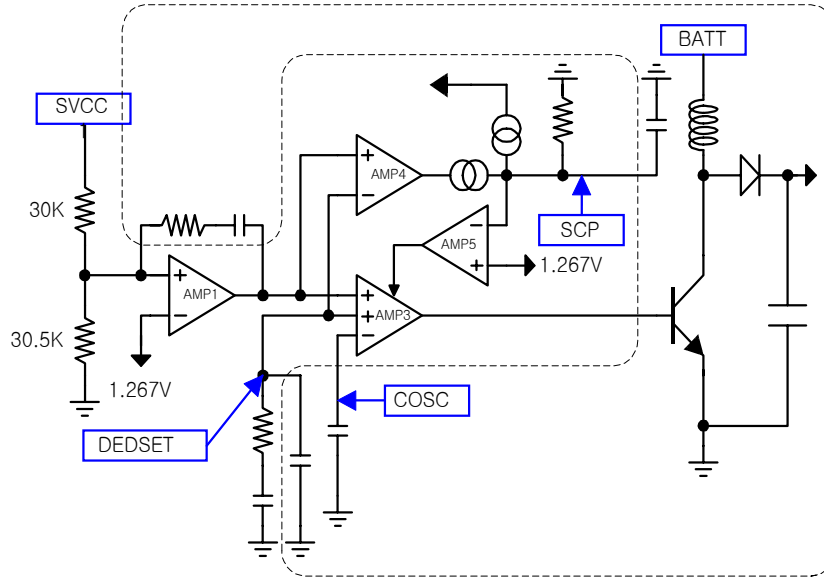 BATT
SVCC
30K
AMP4
SCP
AMP5
1.267V
AMP1
AMP3
30.5K
1.267V
COSC
DEDSET